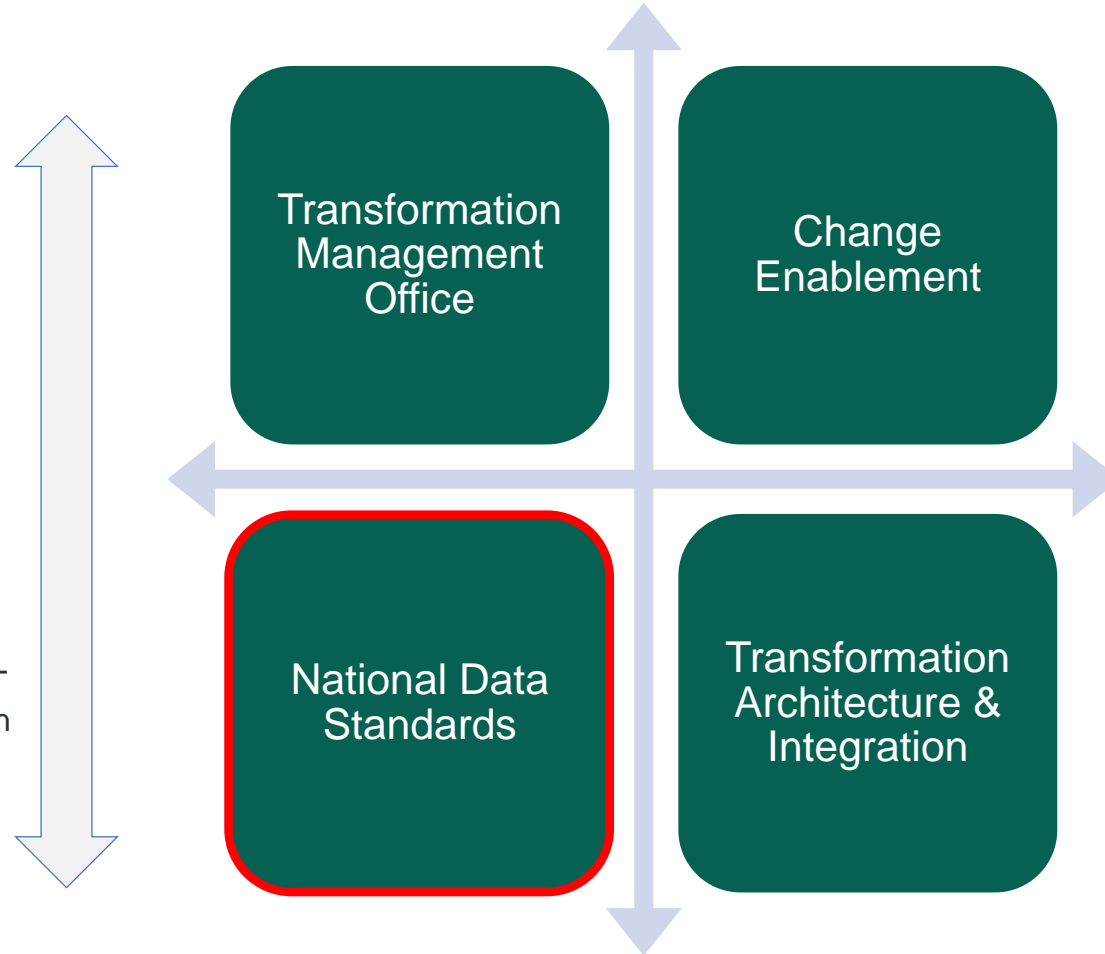 Transformation
Management
Office
Change
Enablement
-
n
National Data
Standards
Transformation
Architecture &
Integration